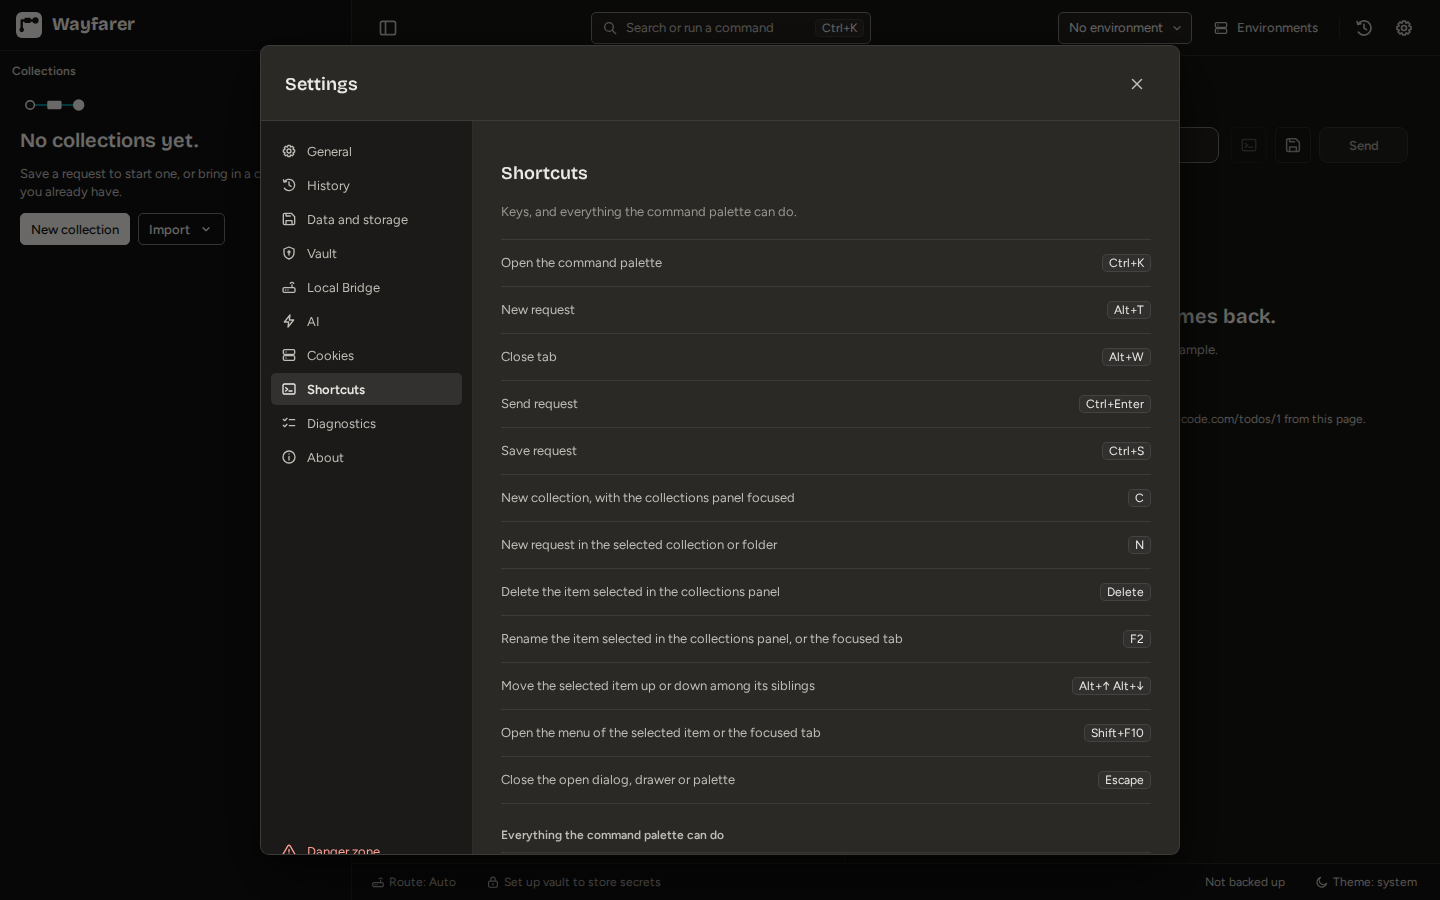 Wayfarer
Search or run a command
Ctrl+K
No environment
Environments
Collections
No collections yet.
Save a request to start one, or bring in a c
you already have.
New collection
Import
Send
mes back.
ample.
code.com/todos/1 from this page.
Settings
General
History
Data and storage
Vault
Local Bridge
AI
Cookies
Shortcuts
Diagnostics
About
Danger zone
Shortcuts
Keys, and everything the command palette can do.
Open the command palette Ctrl+K
New request Alt+T
Close tab Alt+W
Send request Ctrl+Enter
Save request Ctrl+S
New collection, with the collections panel focused C
New request in the selected collection or folder N
Delete the item selected in the collections panel Delete
Rename the item selected in the collections panel, or the focused tab F2
Move the selected item up or down among its siblings Alt+↑ Alt+↓
Open the menu of the selected item or the focused tab Shift+F10
Close the open dialog, drawer or palette Escape
Everything the command palette can do
Route: Auto
Set up vault to store secrets
Not backed up
Theme: system